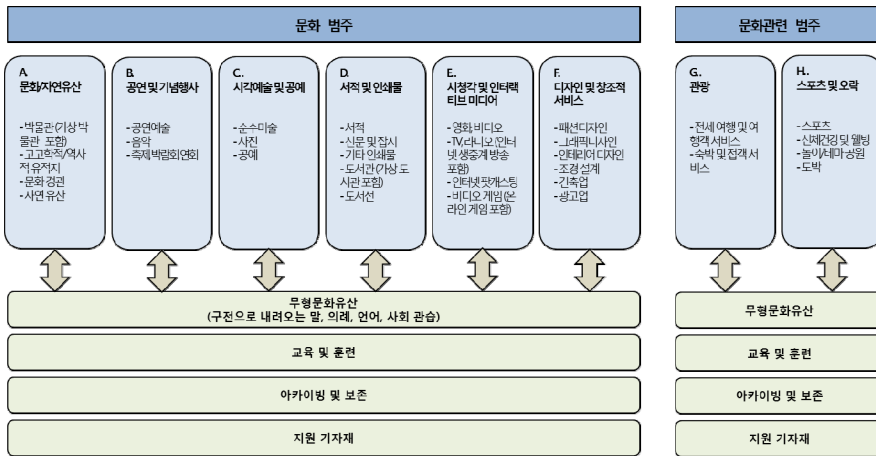 문화 범주
문화관련 범주
A.
문화/자연유산
-박물관(가상 박
물관 포함)
-고고학적/역사
적 유적지
-문화 경관
-자연 유산
B.
공연 및 기념행사
-공연예술
-음악
-축제 박람회 연회
C.
시각예술 및 공예
-순수미술
-사진
-공예
D.
서적 및 인쇄물
-서적
-신문 및 잡지
-기타 인쇄물
-도서관(가상 도
서관 포함)
-도서전
E.
시청각 및 인터랙
티브 미디어
-영화, 비디오
-TV, 라디오(인터
넷 생중계 방송
포함)
-인터넷 팟캐스팅
-비디오 게임(온
라인 게임 포함)
F.
디자인 및 창조적
서비스
-패션 디자인
-그래픽 디자인
-인테리어 디자인
-조경 설계
-건축업
-광고업
G.
관광
-전세 여행 및 여
행객 서비스
-숙박 및 접객 서
비스
H.
스포츠 및 오락
-스포츠
-신체건강 및 웰빙
-놀이/테마 공원
-도박
무형문화유산
(구전으로 내려오는 말, 의례, 언어, 사회 관습)
무형문화유산
교육 및 훈련
교육 및 훈련
아카이빙 및 보존
아카이빙 및 보존
지원 기자재
지원 기자재